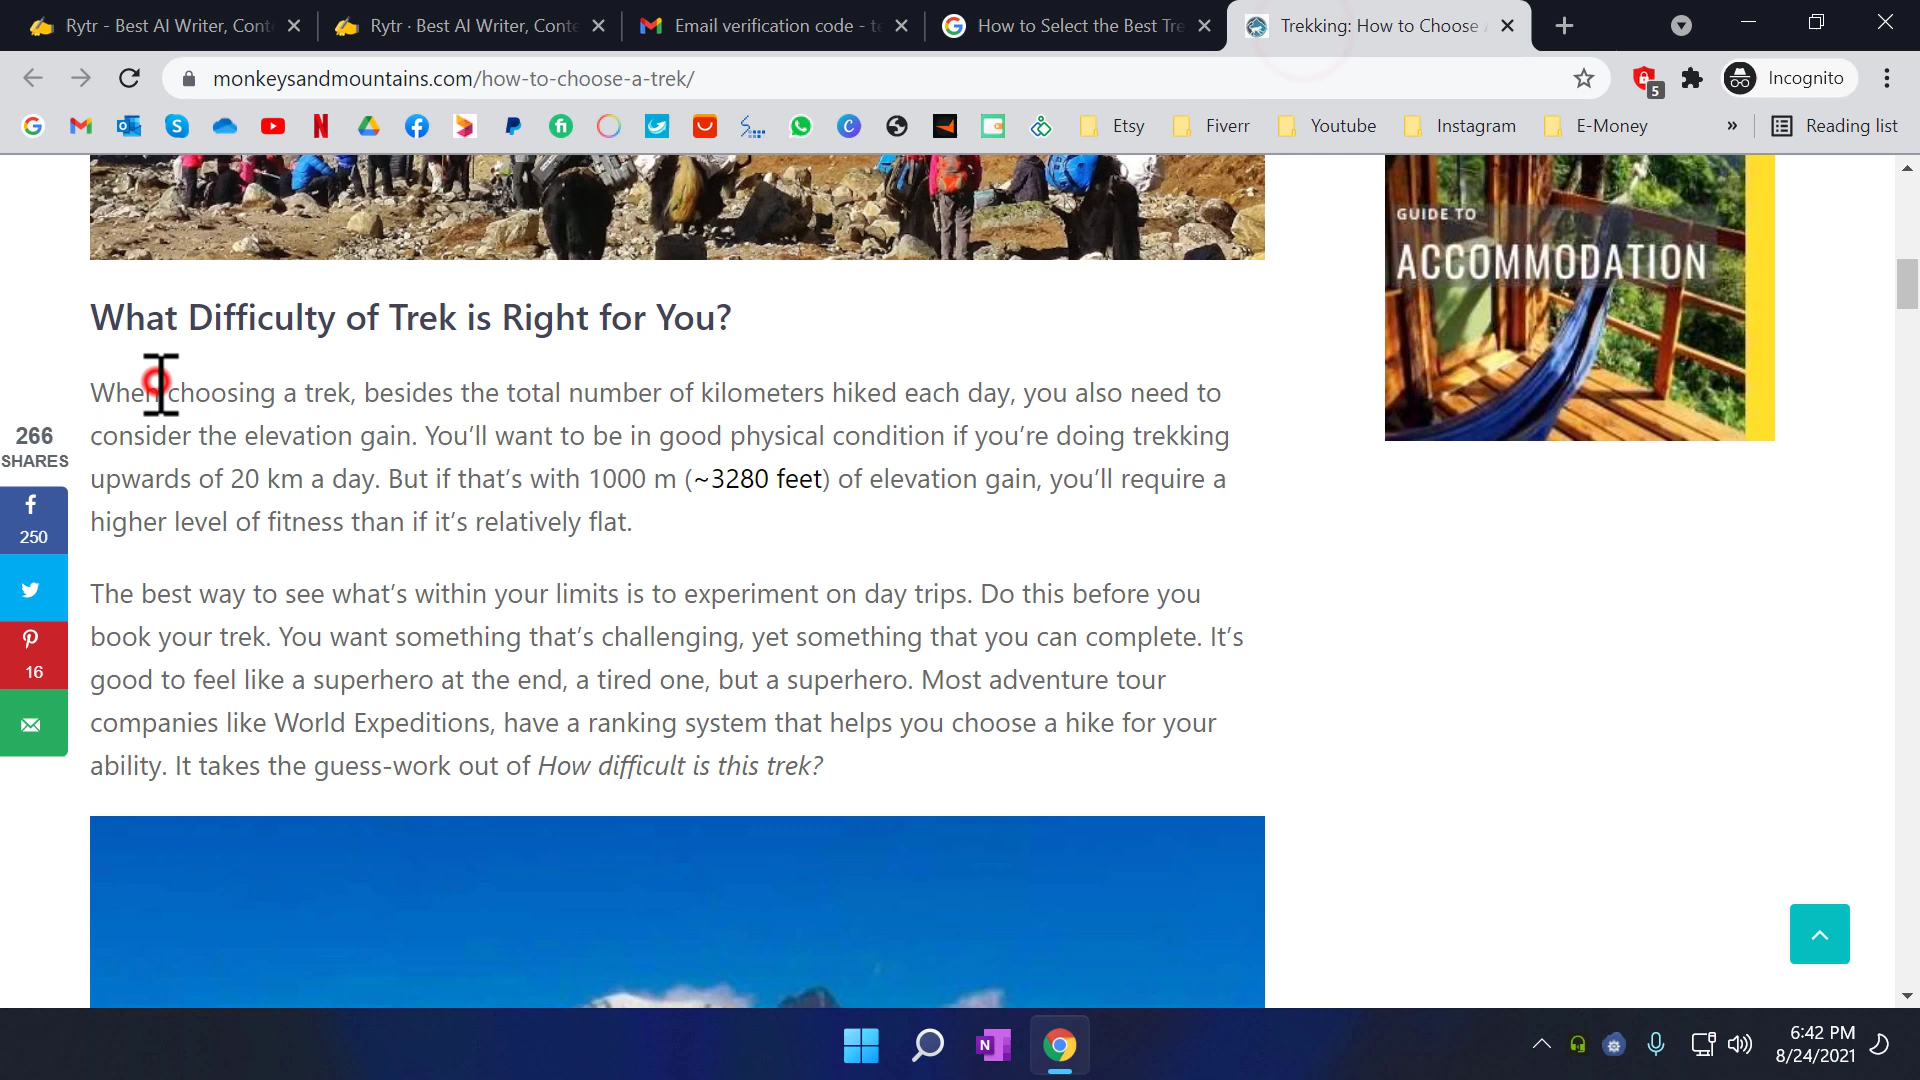 Rytr - Best AI Writer, Cont
Rytr · Best AI Writer, Conte
Email verification code - te
How to Select the Best Tre
Trekking: How to Choose
monkeysandmountains.com/how-to-choose-a-trek/
5
Incognito
Etsy
Fiverr
Youtube
Instagram
E-Money
»
Reading list
GUIDE TO
ACCOMMODATION
What Difficulty of Trek is Right for You?
When choosing a trek, besides the total number of kilometers hiked each day, you also need to
consider the elevation gain. You'll want to be in good physical condition if you're doing trekking
upwards of 20 km a day. But if that's with 1000 m (~3280 feet) of elevation gain, you'll require a
higher level of fitness than if it's relatively flat.
266
SHARES
250
16
The best way to see what's within your limits is to experiment on day trips. Do this before you
book your trek. You want something that's challenging, yet something that you can complete. It's
good to feel like a superhero at the end, a tired one, but a superhero. Most adventure tour
companies like World Expeditions, have a ranking system that helps you choose a hike for your
ability. It takes the guess-work out of How difficult is this trek?
6:42 PM
8/24/2021